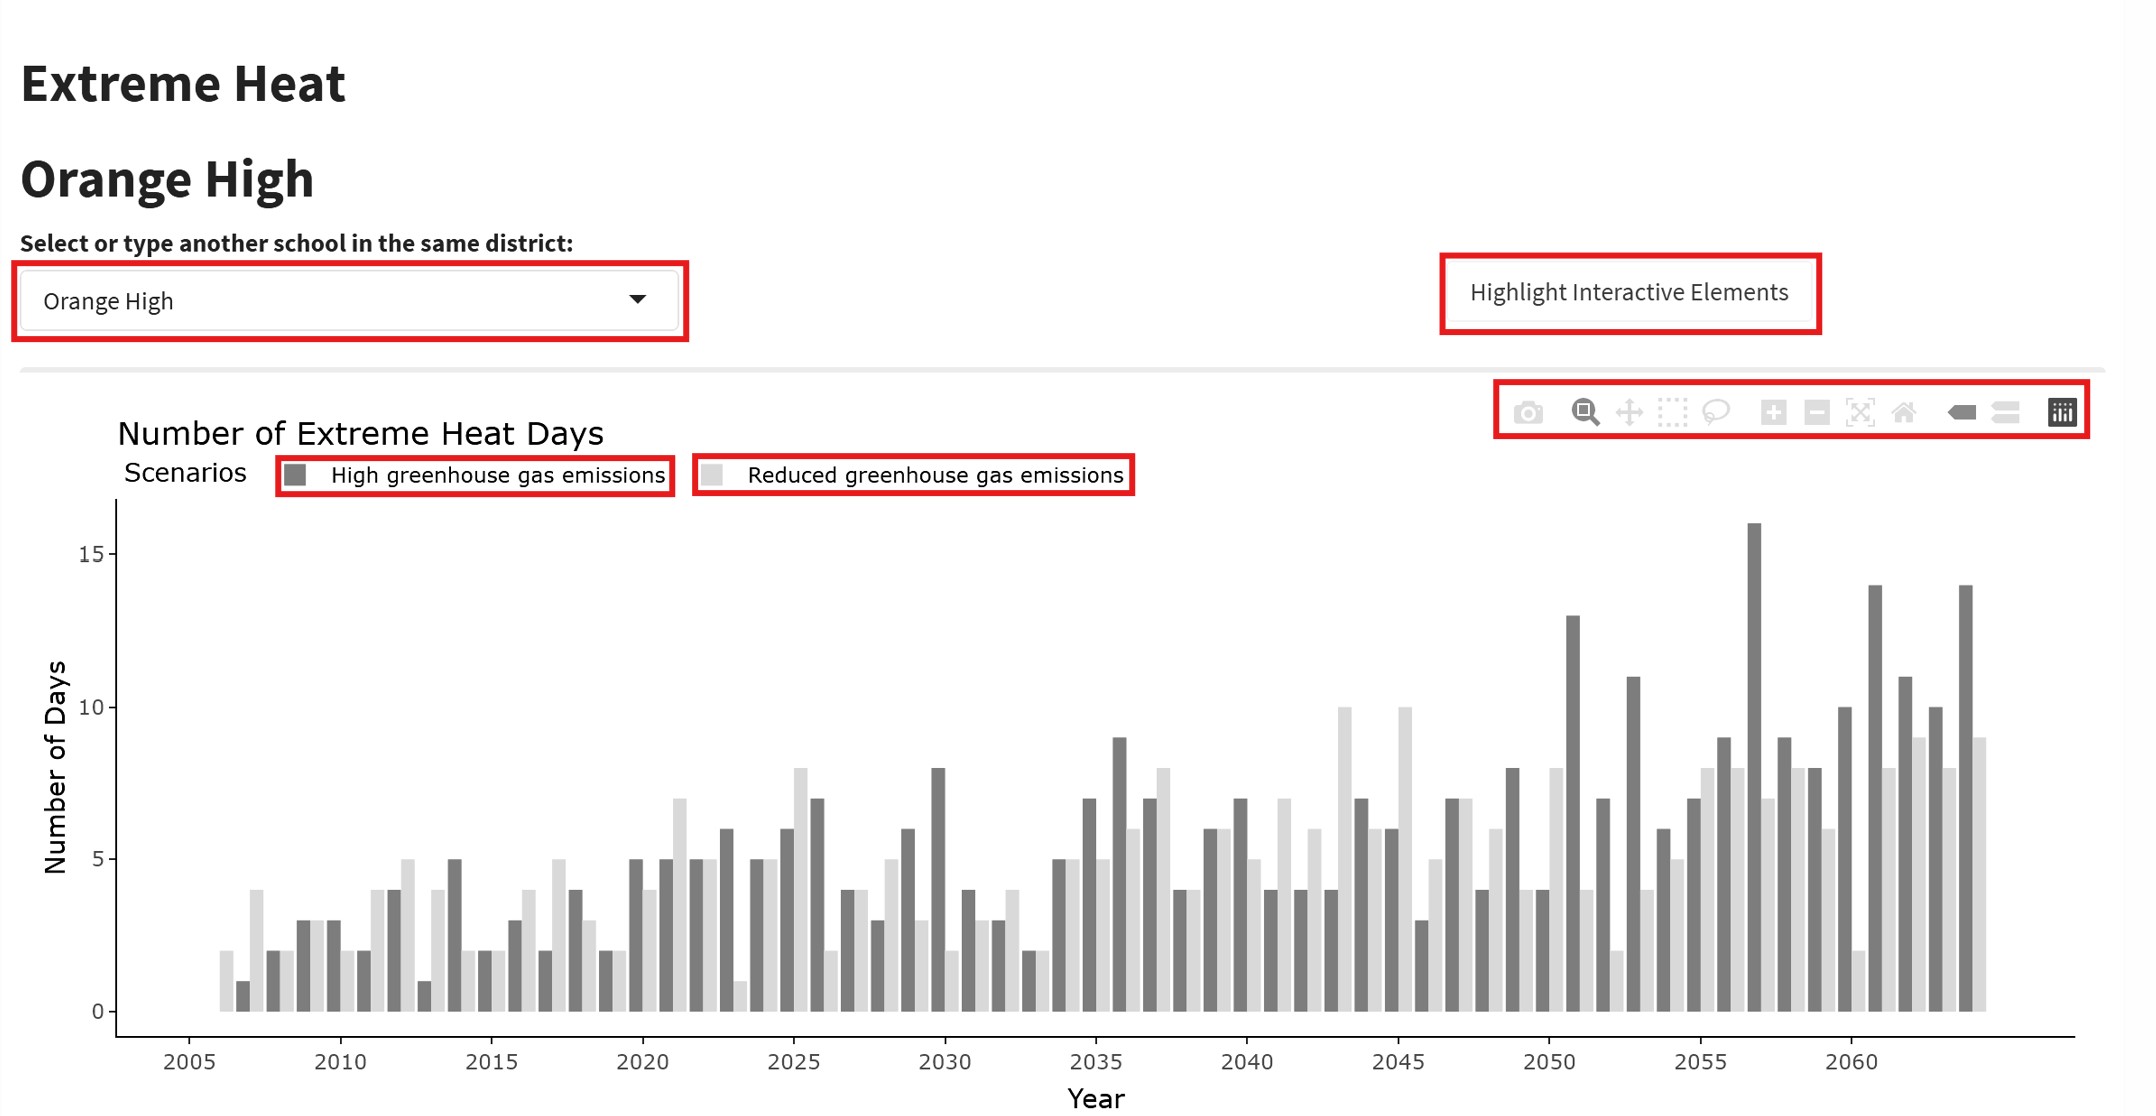 Extreme Heat
Orange High
Select or type another school in the same district:
Orange High
Highlight Interactive Elements
Number of Extreme Heat Days
Scenarios High greenhouse gas emissions Reduced greenhouse gas emissions
15
10
5
0
Number of Days
2005 2010 2015 2020 2025 2030 2035 2040 2045 2050 2055 2060
Year